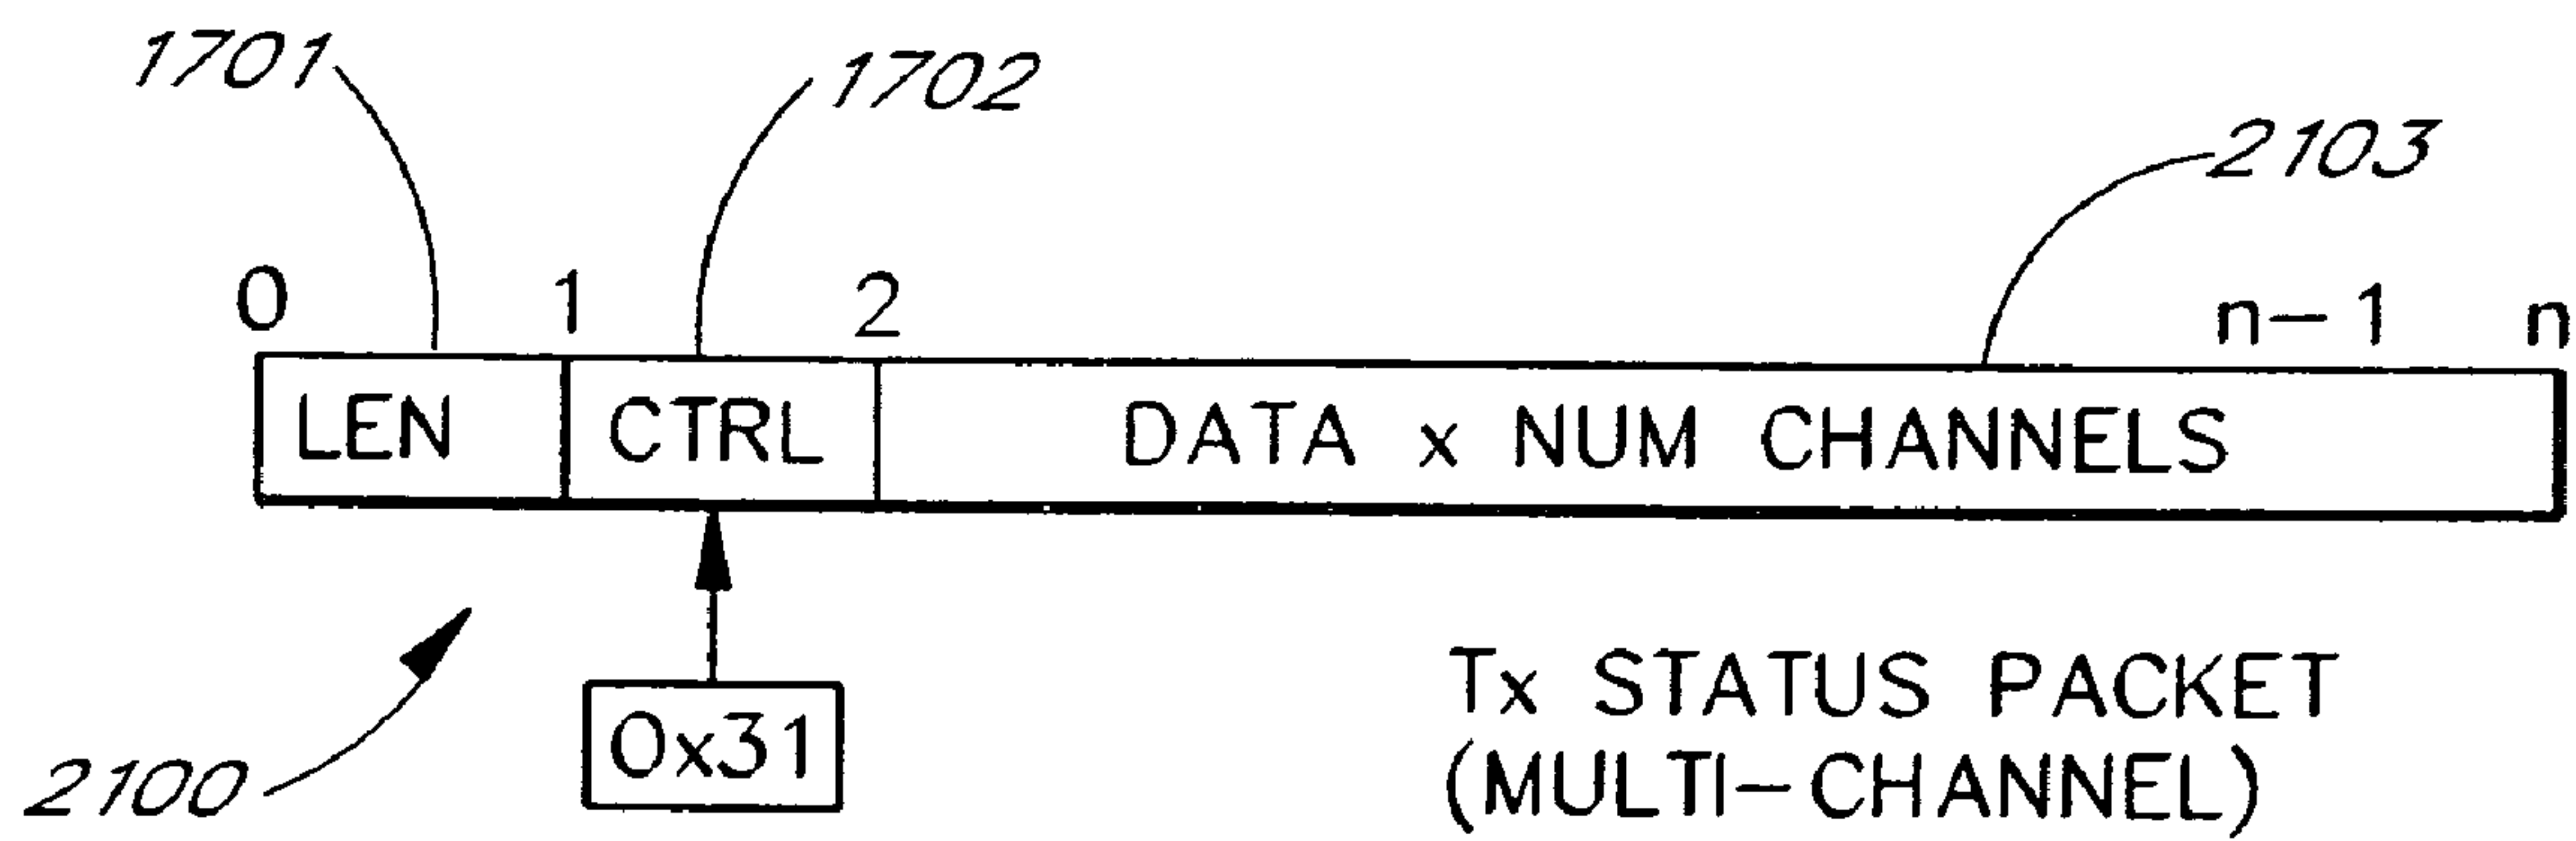 1701
1702
2103
0 1 2 n-1 n
LEN CTRL DATA x NUM CHANNELS
2100
0x31
Tx STATUS PACKET
(MULTI-CHANNEL)